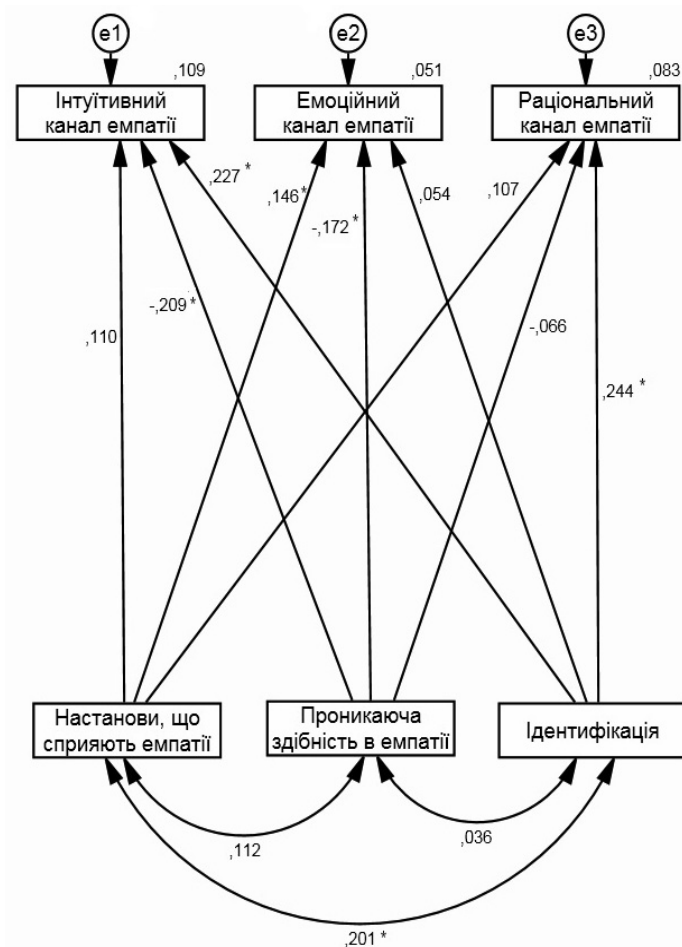 e1
e2
e3
,109
,051
,083
Інтуїтивний
канал емпатії
Емоційний
канал емпатії
Раціональний
канал емпатії
,227 *
,146 *
-,172 *
,054
,107
-,209 *
,110
-,066
,244 *
Настанови, що
сприяють емпатії
Проникаюча
здібність в емпатії
Ідентифікація
,112
,036
,201 *